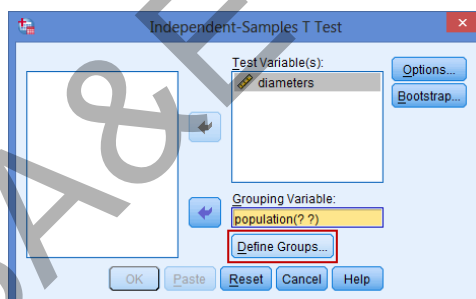 Independent-Samples T Test
Test Variable(s):
diameters
Options...
Bootstrap...
Grouping Variable:
population(? ?)
Define Groups...
OK Paste Reset Cancel Help
A&E